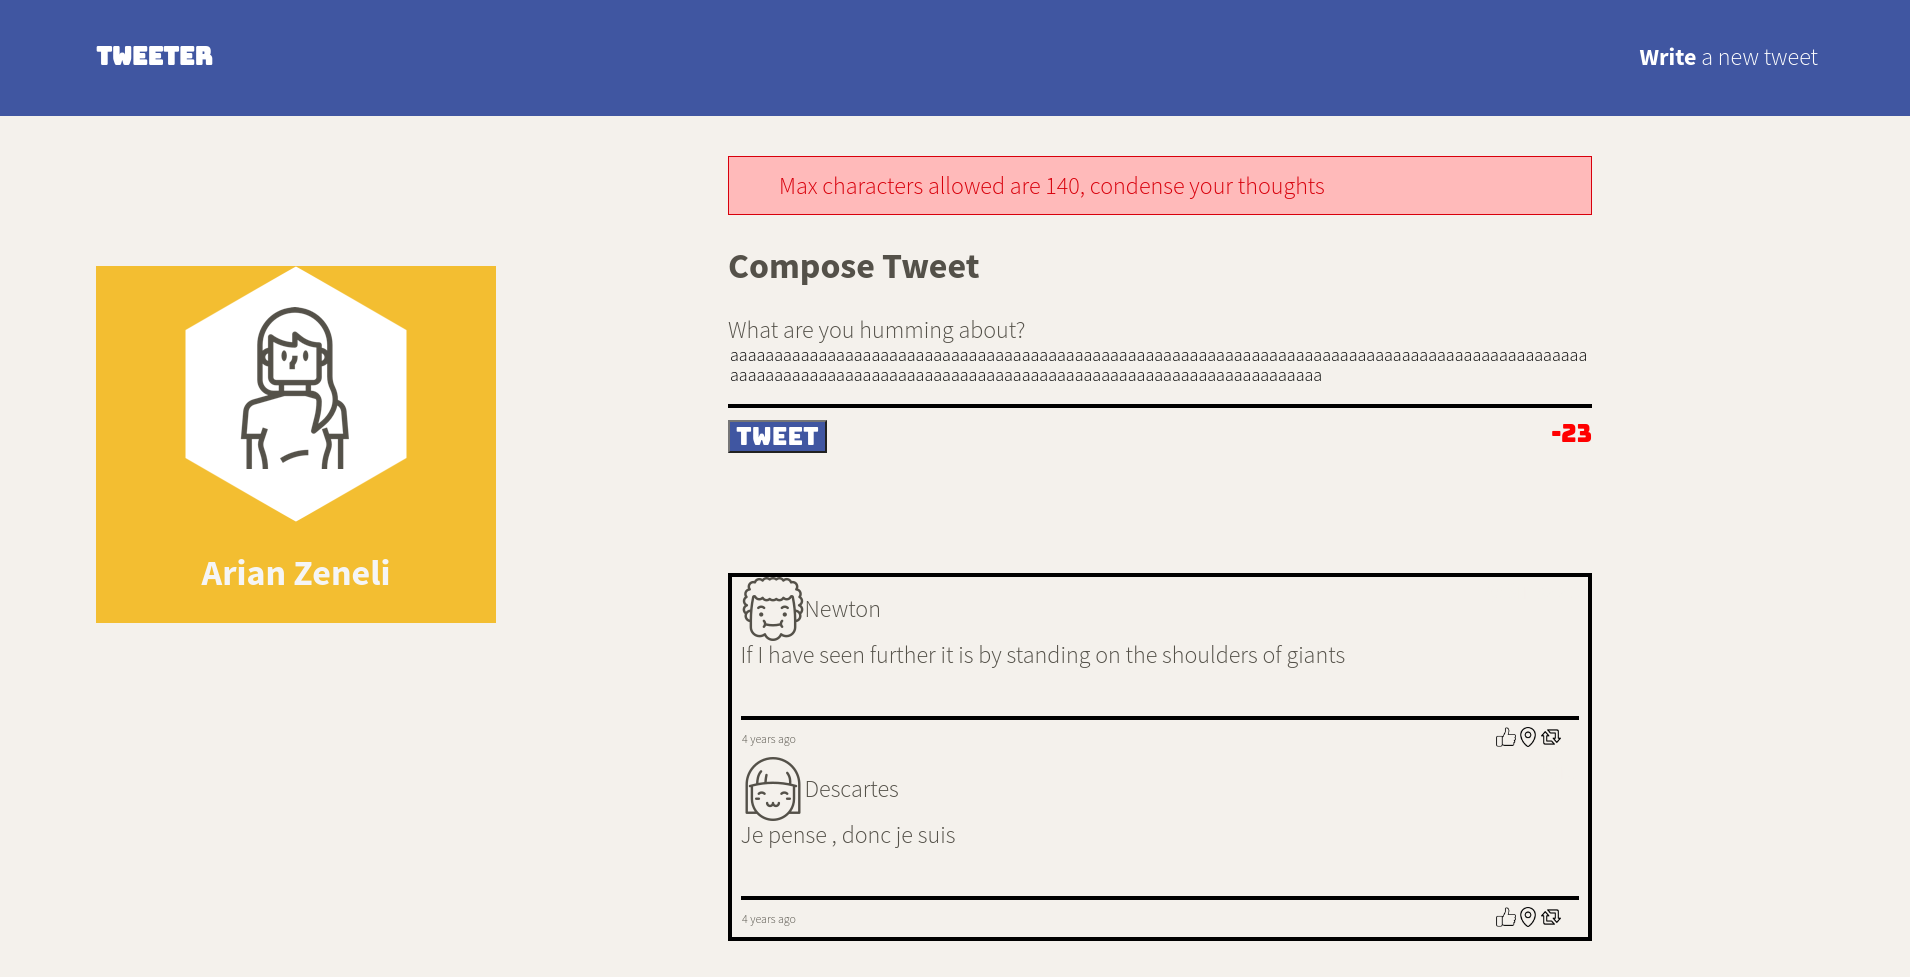 TWEETER
Write a new tweet
Max characters allowed are 140, condense your thoughts
Compose Tweet
What are you humming about?
aaaaaaaaaaaaaaaaaaaaaaaaaaaaaaaaaaaaaaaaaaaaaaaaaaaaaaaaaaaaaaaaaaaaaaaaaaaaaaaaaaaaaaaaaaaaaaaaa
aaaaaaaaaaaaaaaaaaaaaaaaaaaaaaaaaaaaaaaaaaaaaaaaaaaaaaaaaaaaaaaaaaa
TWEET
-23
Arian Zeneli
Newton
If I have seen further it is by standing on the shoulders of giants
4 years ago
Descartes
Je pense , donc je suis
4 years ago